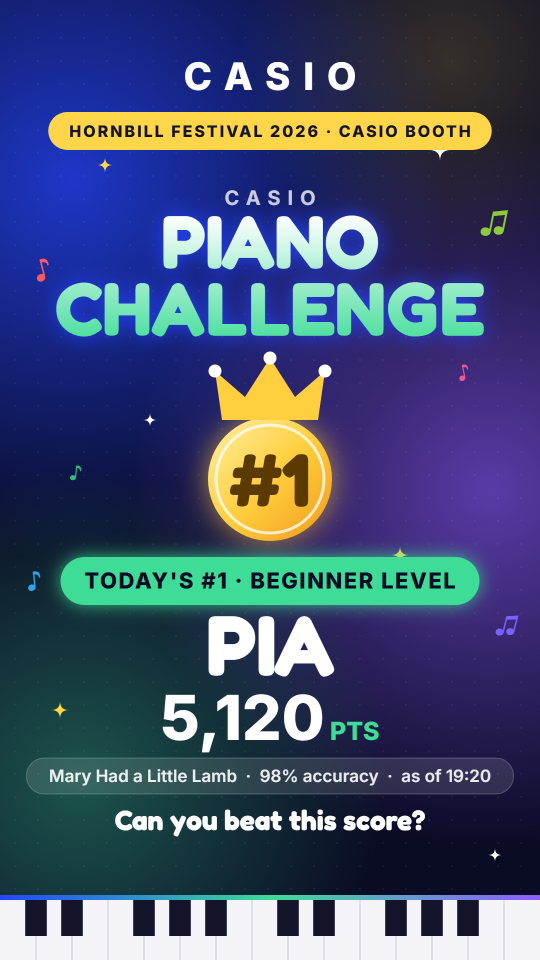 CASIO
HORNBILL FESTIVAL 2026 · CASIO BOOTH
CASIO
PIANO
CHALLENGE
#1
TODAY'S #1 · BEGINNER LEVEL
PIA
5,120 PTS
Mary Had a Little Lamb · 98% accuracy · as of 19:20
Can you beat this score?